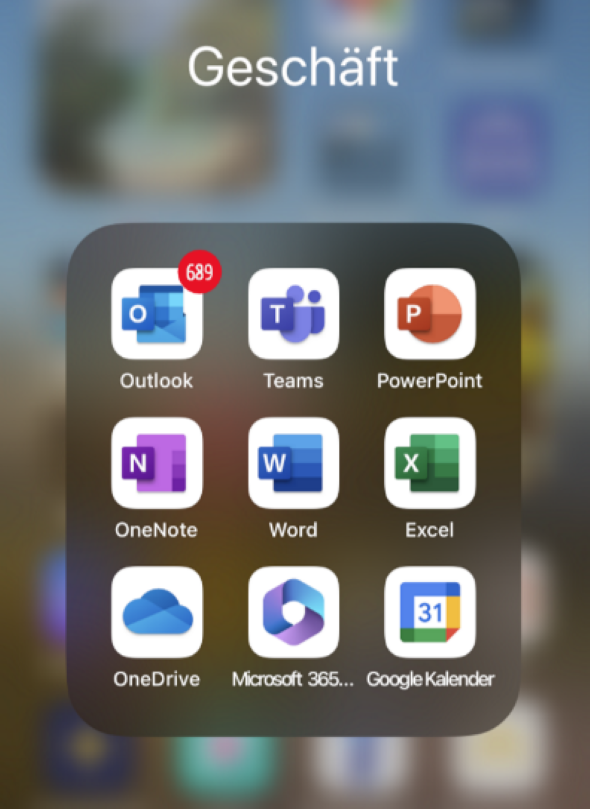 Geschäft
689
O T P
Outlook Teams PowerPoint
N W X
OneNote Word Excel
31
OneDrive Microsoft 365... Google Kalender